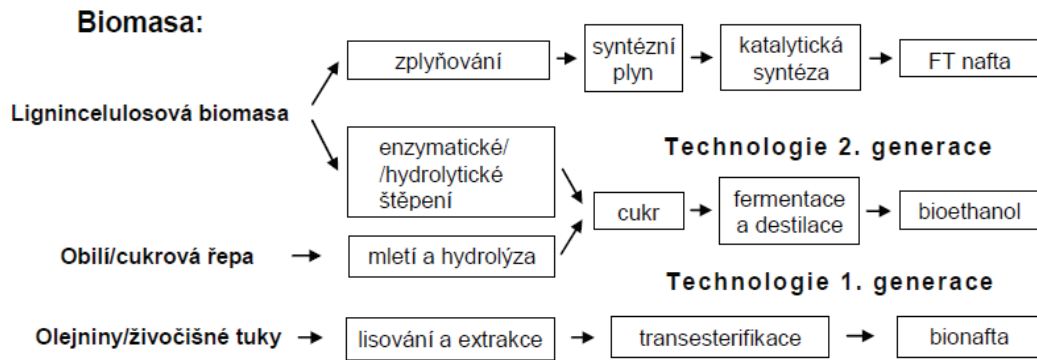 Biomasa:
zplyňování
syntézní
plyn
katalytická
syntéza
FT nafta
Lignincelulosová biomasa
enzymatické/
/hydrolytické
štěpení
Technologie 2. generace
cukr
fermentace
a destilace
bioethanol
Obilí/cukrová řepa
mletí a hydrolýza
Technologie 1. generace
Olejniny/živočišné tuky
lisování a extrakce
transesterifikace
bionafta